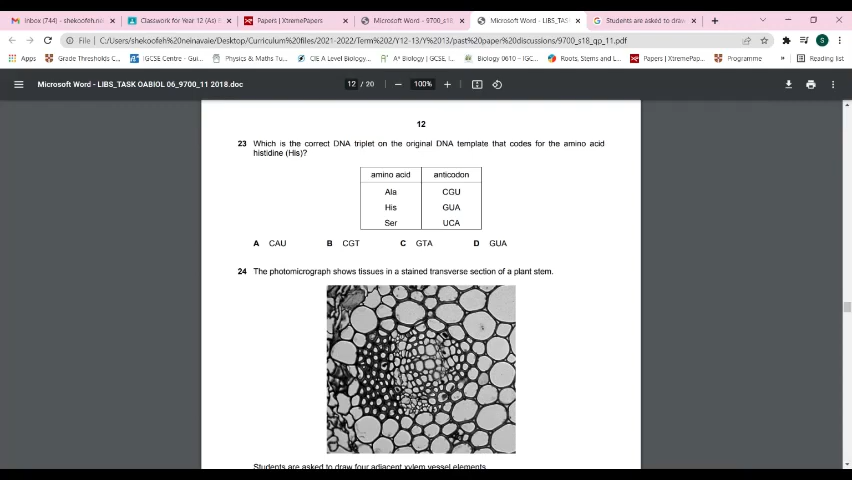 inbox (744) - shekoofeh.ne
Classwork for Year 12 (As) E
Papers | XtremePapers
Microsoft Word - 9700_s18_qp
Microsoft Word - LIBS_TASK
Students are asked to draw
File | C:/Users/shekoofeh%20neinavaie/Desktop/Curriculum%20files/2021-2022/Term%202/Y12-13/Y%2013/past%20paper%20discussions/9700_s18_qp_11.pdf
Apps Grade Thresholds C... IGCSE Centre - Gui... Physics & Maths Tu... CIE A Level Biology... A* Biology | GCSE, I... Biology 0610 – IGC... Roots, Stems and L... Papers | XtremePap... Programme » Reading list
Microsoft Word - LIBS_TASK OABIOL 06_9700_11 2018.doc 12 / 20 — 100% +
12
23 Which is the correct DNA triplet on the original DNA template that codes for the amino acid
histidine (His)?
amino acid anticodon
Ala CGU
His GUA
Ser UCA
A CAU B CGT C GTA D GUA
24 The photomicrograph shows tissues in a stained transverse section of a plant stem.
Students are asked to draw four adjacent xylem vessel elements.